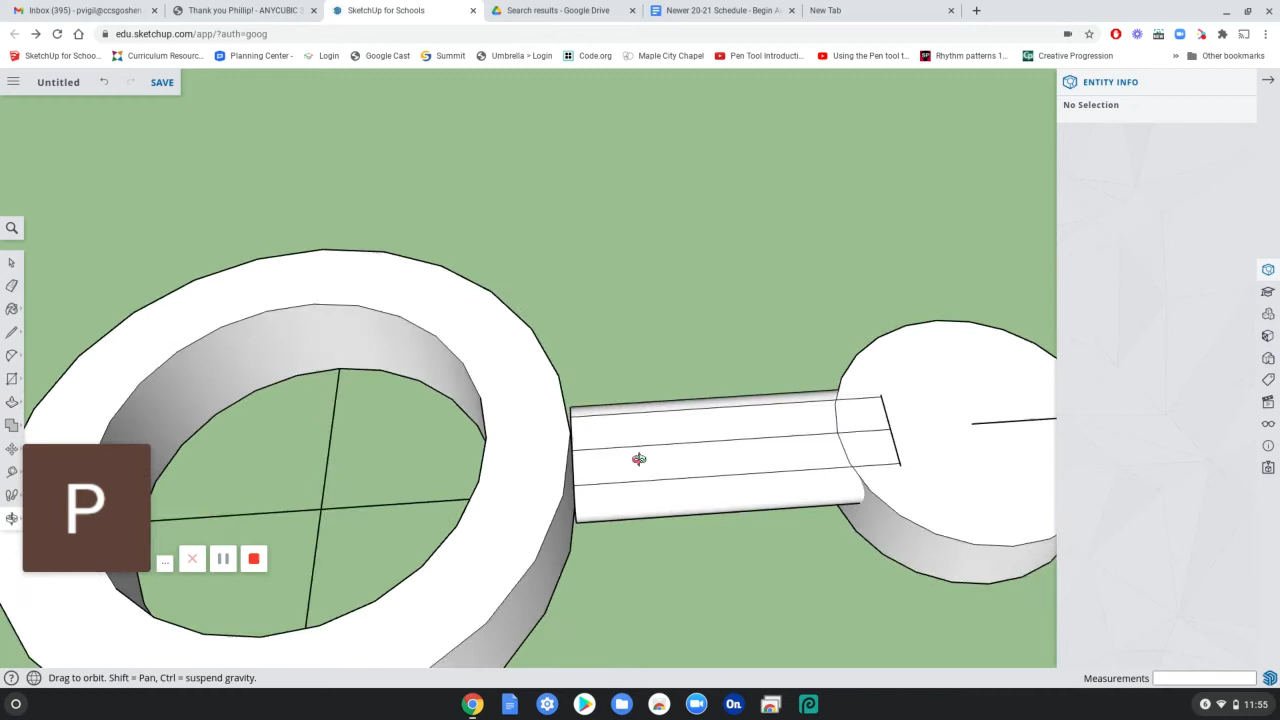 Inbox (395) - pvigil@ccsgoshen
Thank you Phillip! - ANYCUBIC 3
SketchUp for Schools
Search results - Google Drive
Newer 20-21 Schedule - Begin A
New Tab
edu.sketchup.com/app/?auth=goog
SketchUp for Schoo...
Curriculum Resourc...
Planning Center -
Login
Google Cast
Summit
Umbrella > Login
Code.org
Maple City Chapel
Pen Tool Introducti...
Using the Pen tool t...
Rhythm patterns 1...
Creative Progression
»
Other bookmarks
Untitled
SAVE
ENTITY INFO
No Selection
P
...
Drag to orbit. Shift = Pan, Ctrl = suspend gravity.
Measurements
On
6
11:55